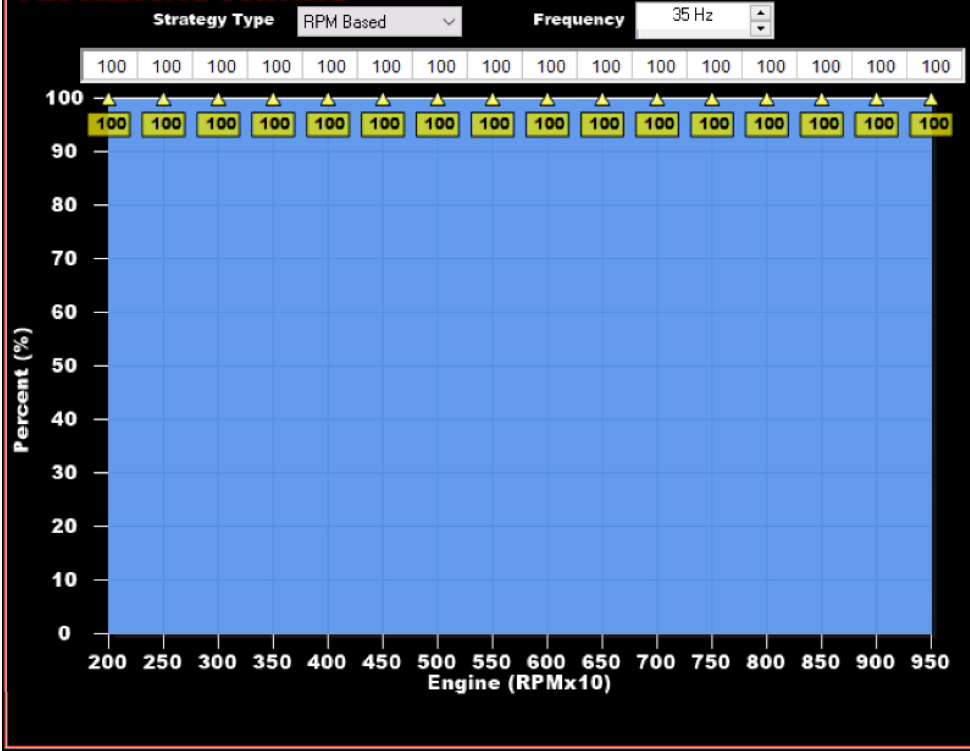 Strategy Type RPM Based Frequency 35 Hz
100 100 100 100 100 100 100 100 100 100 100 100 100 100 100 100
100
100 100 100 100 100 100 100 100 100 100 100 100 100 100 100 100
90
80
70
60
50
40
30
20
10
0
Percent (%)
200 250 300 350 400 450 500 550 600 650 700 750 800 850 900 950
Engine (RPMx10)